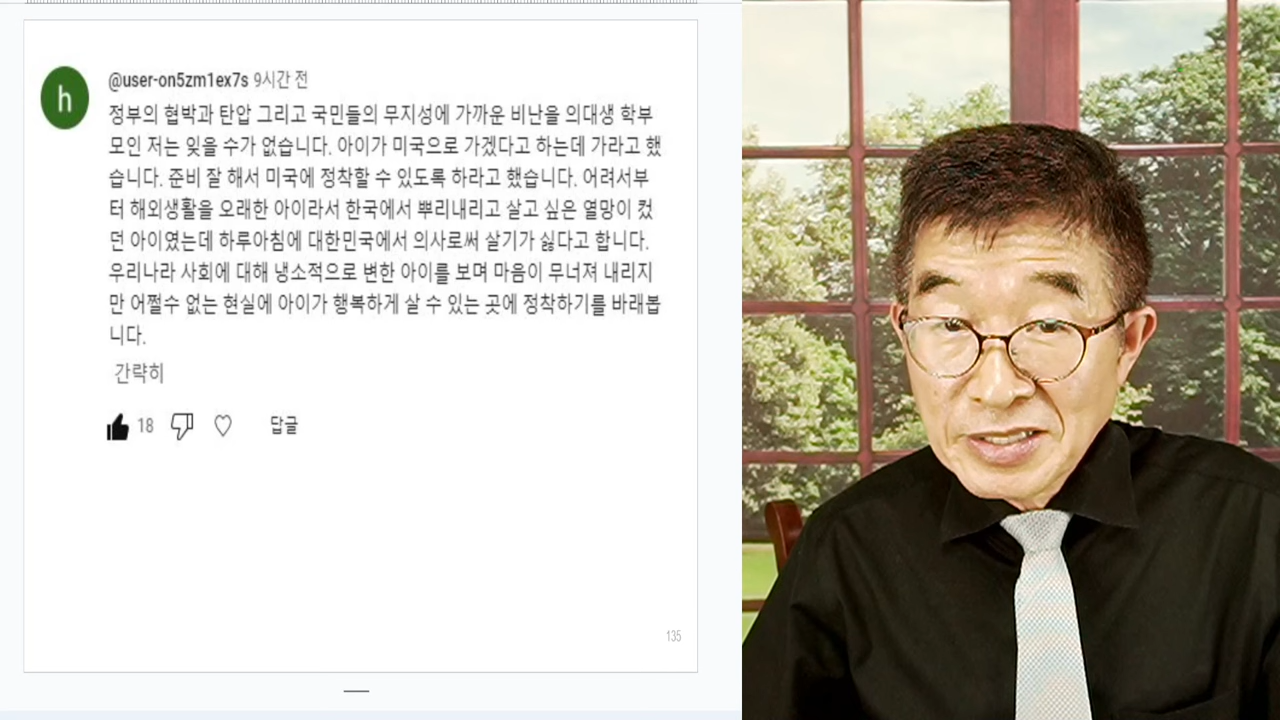 h
@user-on5zm1ex7s 9시간 전
정부의 협박과 탄압 그리고 국민들의 무지성에 가까운 비난을 의대생 학부
모인 저는 잊을 수가 없습니다. 아이가 미국으로 가겠다고 하는데 가라고 했
습니다. 준비 잘 해서 미국에 정착할 수 있도록 하라고 했습니다. 어려서부
터 해외생활을 오래한 아이라서 한국에서 뿌리내리고 살고 싶은 열망이 컸
던 아이였는데 하루아침에 대한민국에서 의사로써 살기가 싫다고 합니다.
우리나라 사회에 대해 냉소적으로 변한 아이를 보며 마음이 무너져 내리지
만 어쩔수 없는 현실에 아이가 행복하게 살 수 있는 곳에 정착하기를 바래봅
니다.
간략히
18 답글
135